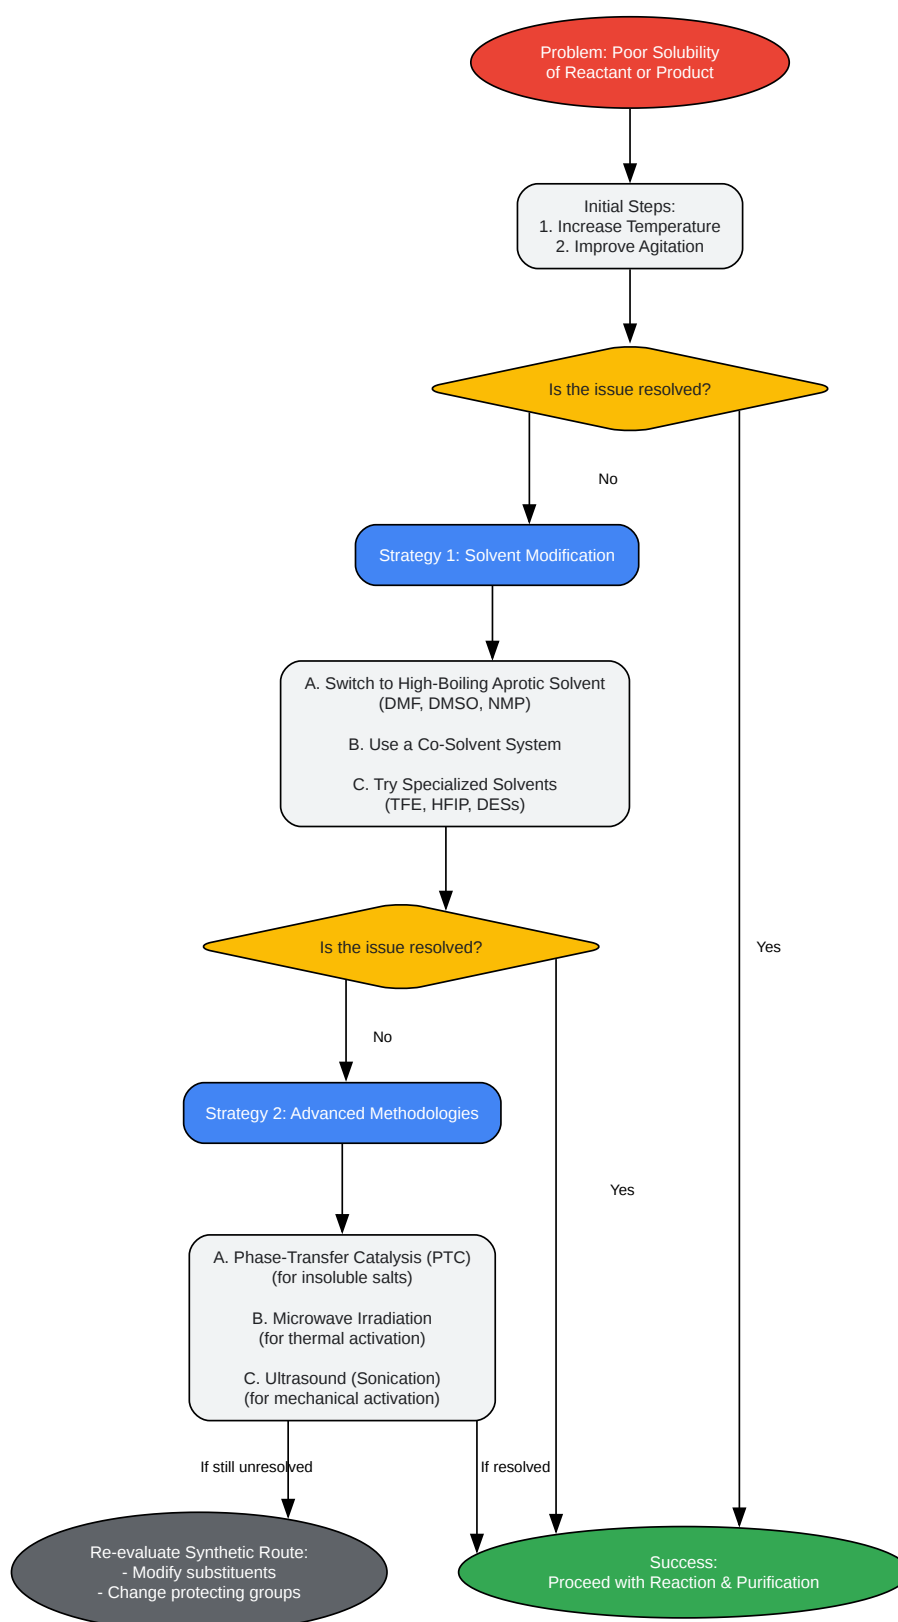 Problem: Poor Solubility
of Reactant or Product
Initial Steps:
1. Increase Temperature
2. Improve Agitation
Is the issue resolved?
No
Strategy 1: Solvent Modification
A. Switch to High-Boiling Aprotic Solvent
(DMF, DMSO, NMP)
B. Use a Co-Solvent System
C. Try Specialized Solvents
(TFE, HFIP, DESs)
Is the issue resolved?
Yes
No
Strategy 2: Advanced Methodologies
Yes
A. Phase-Transfer Catalysis (PTC)
(for insoluble salts)
B. Microwave Irradiation
(for thermal activation)
C. Ultrasound (Sonication)
(for mechanical activation)
If still unresolved
If resolved
Re-evaluate Synthetic Route:
- Modify substituents
- Change protecting groups
Success:
Proceed with Reaction & Purification